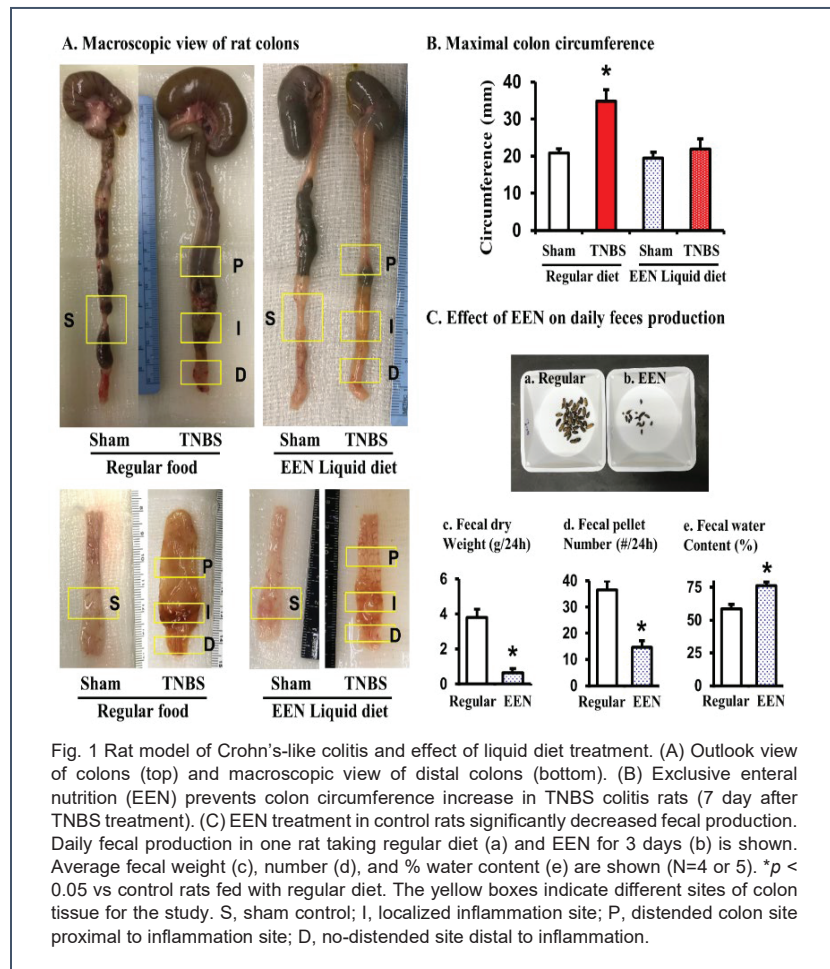 A. Macroscopic view of rat colons
P
S
I
D
S
P
I
D
Sham
TNBS
Sham
TNBS
Regular food
EEN Liquid diet
S
P
I
D
S
P
I
D
Sham
TNBS
Sham
TNBS
Regular food
EEN Liquid diet
B. Maximal colon circumference
Circumference (mm)
40
30
20
10
0
*
Sham
TNBS
Sham
TNBS
Regular diet
EEN Liquid diet
C. Effect of EEN on daily feces production
a. Regular
b. EEN
c. Fecal dry
Weight (g/24h)
6
4
2
0
*
Regular
EEN
d. Fecal pellet
Number (#/24h)
40
30
20
10
0
*
Regular
EEN
e. Fecal water
Content (%)
75
50
25
0
*
Regular
EEN
Fig. 1 Rat model of Crohn's-like colitis and effect of liquid diet treatment. (A) Outlook view
of colons (top) and macroscopic view of distal colons (bottom). (B) Exclusive enteral
nutrition (EEN) prevents colon circumference increase in TNBS colitis rats (7 day after
TNBS treatment). (C) EEN treatment in control rats significantly decreased fecal production.
Daily fecal production in one rat taking regular diet (a) and EEN for 3 days (b) is shown.
Average fecal weight (c), number (d), and % water content (e) are shown (N=4 or 5). *p <
0.05 vs control rats fed with regular diet. The yellow boxes indicate different sites of colon
tissue for the study. S, sham control; I, localized inflammation site; P, distended colon site
proximal to inflammation site; D, no-distended site distal to inflammation.